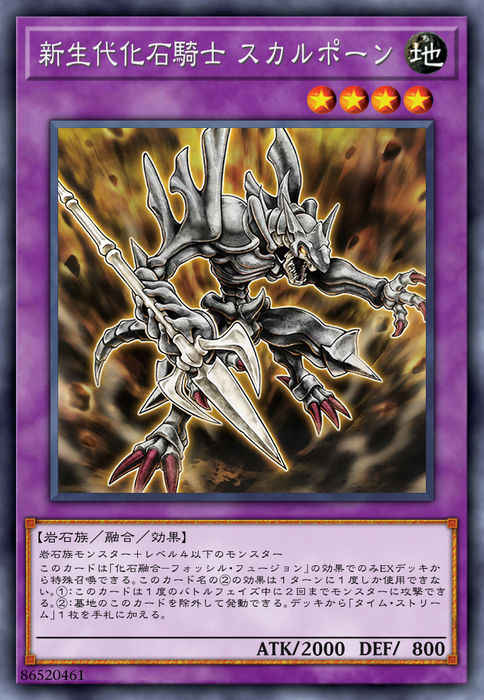 新生代化石騎士 スカルポーン
ち
地
【岩石族／融合／効果】
岩石族モンスター＋レベル４以下のモンスター
このカードは「化石融合－フォッシル・フュージョン」の効果でのみEXデッキか
ら特殊召喚できる。このカード名の②の効果は１ターンに１度しか使用できな
い。①：このカードは１度のバトルフェイズ中に２回までモンスターに攻撃でき
る。②：墓地のこのカードを除外して発動できる。デッキから「タイム・ストリー
ム」１枚を手札に加える。
ATK/2000 DEF/ 800
86520461